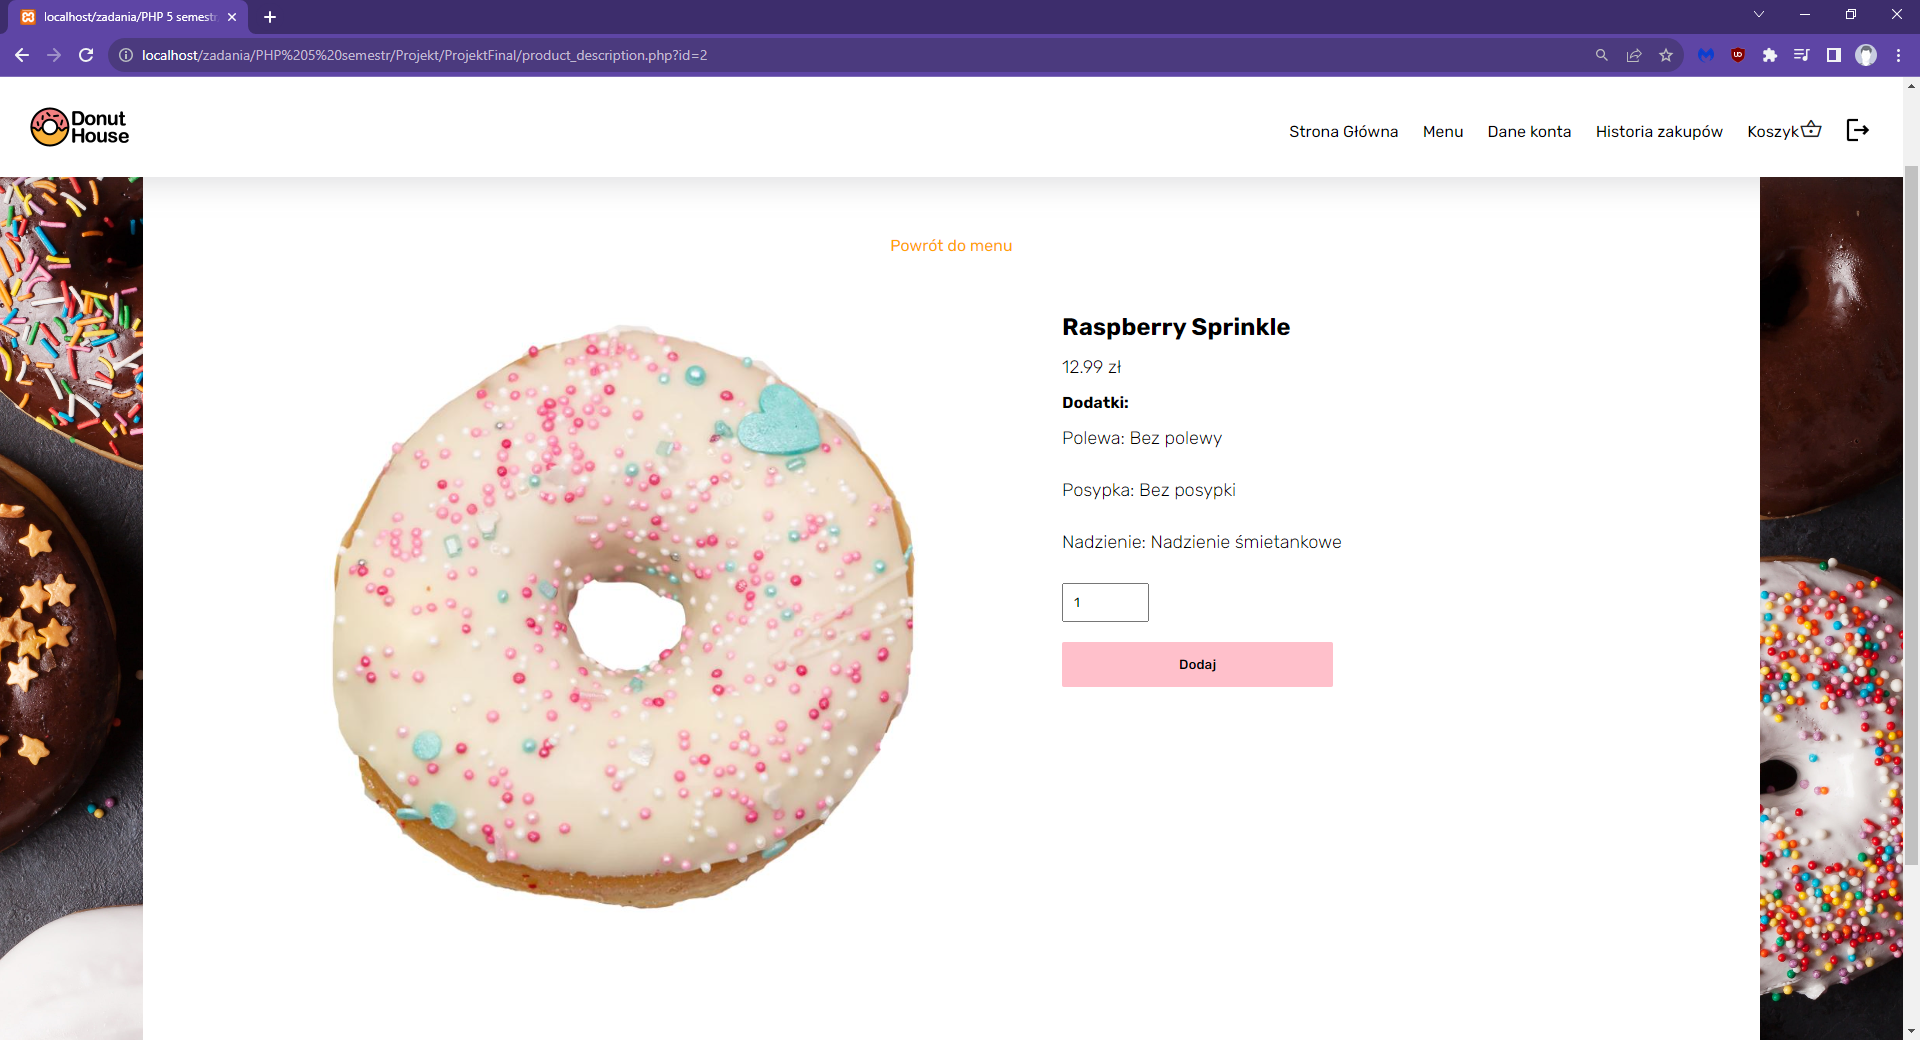 localhost/zadania/PHP 5 semestr
localhost/zadania/PHP%205%20semestr/Projekt/ProjektFinal/product_description.php?id=2
Donut
House
Strona Główna Menu Dane konta Historia zakupów Koszyk
Powrót do menu
Raspberry Sprinkle
12.99 zł
Dodatki:
Polewa: Bez polewy
Posypka: Bez posypki
Nadzienie: Nadzienie śmietankowe
1
Dodaj